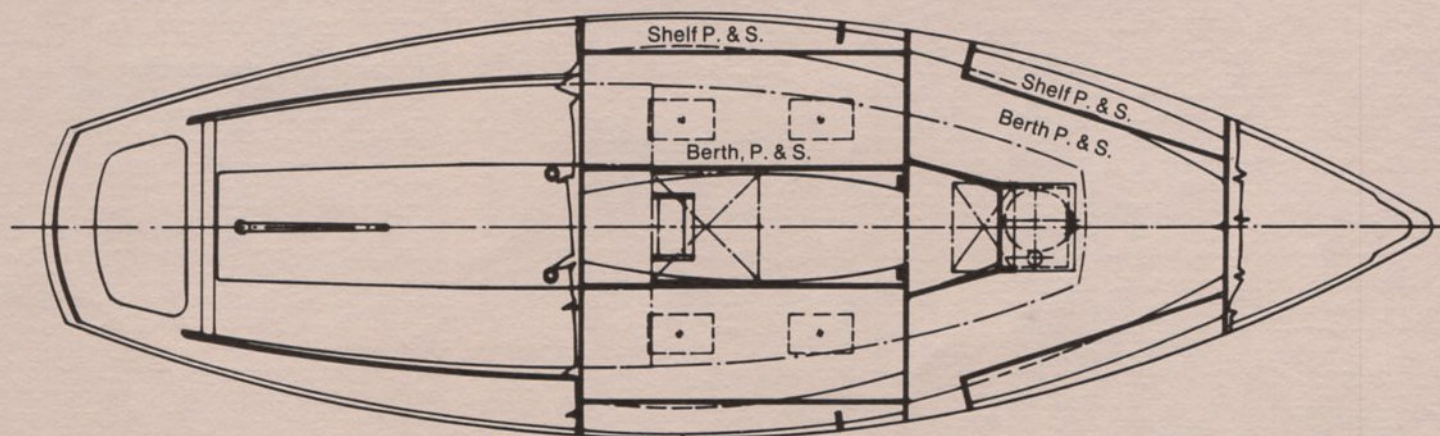 Shelf P. & S.
Shelf P. & S.
Berth P. & S.
Berth, P. & S.